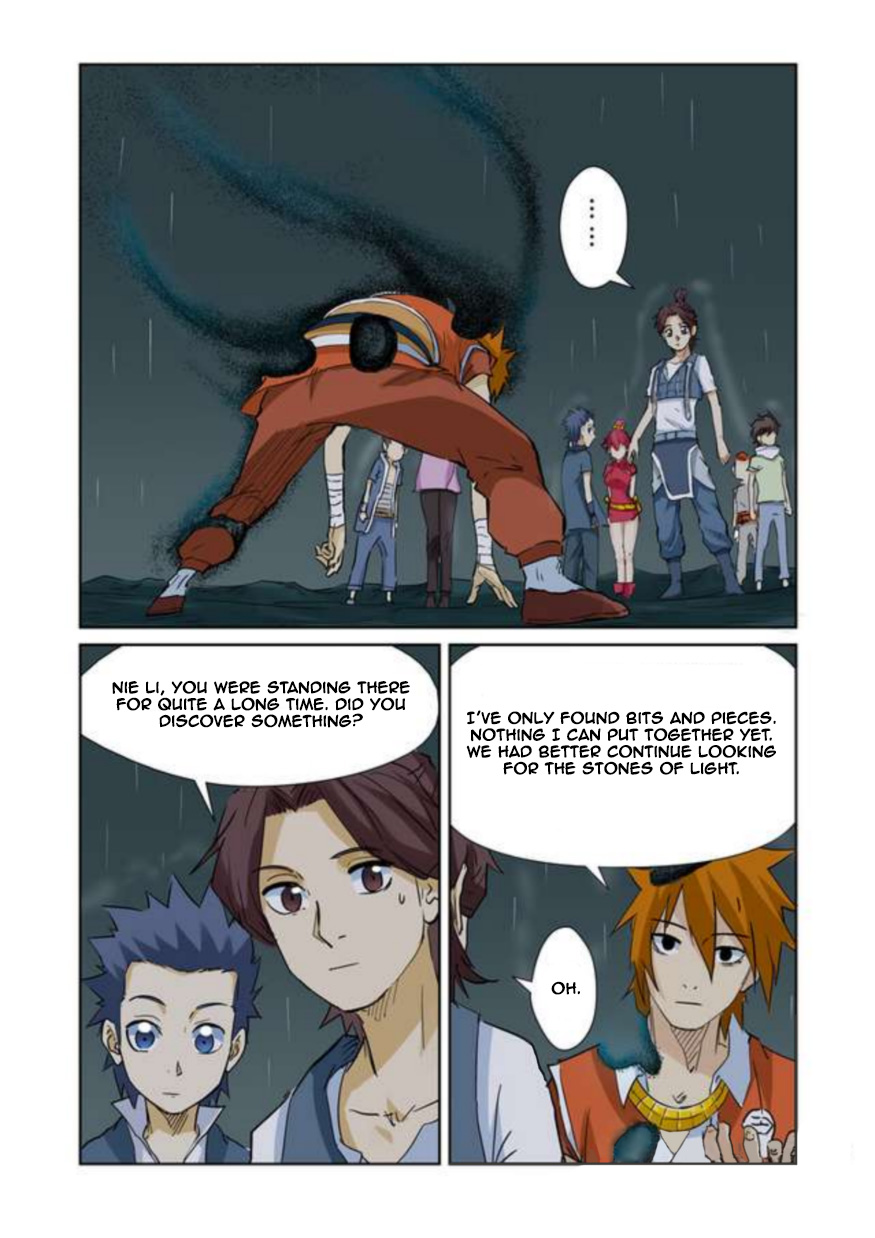 ......
NIE LI, YOU WERE STANDING THERE
FOR QUITE A LONG TIME. DID YOU
DISCOVER SOMETHING?
I'VE ONLY FOUND BITS AND PIECES.
NOTHING I CAN PUT TOGETHER YET.
WE HAD BETTER CONTINUE LOOKING
FOR THE STONES OF LIGHT.
OH.